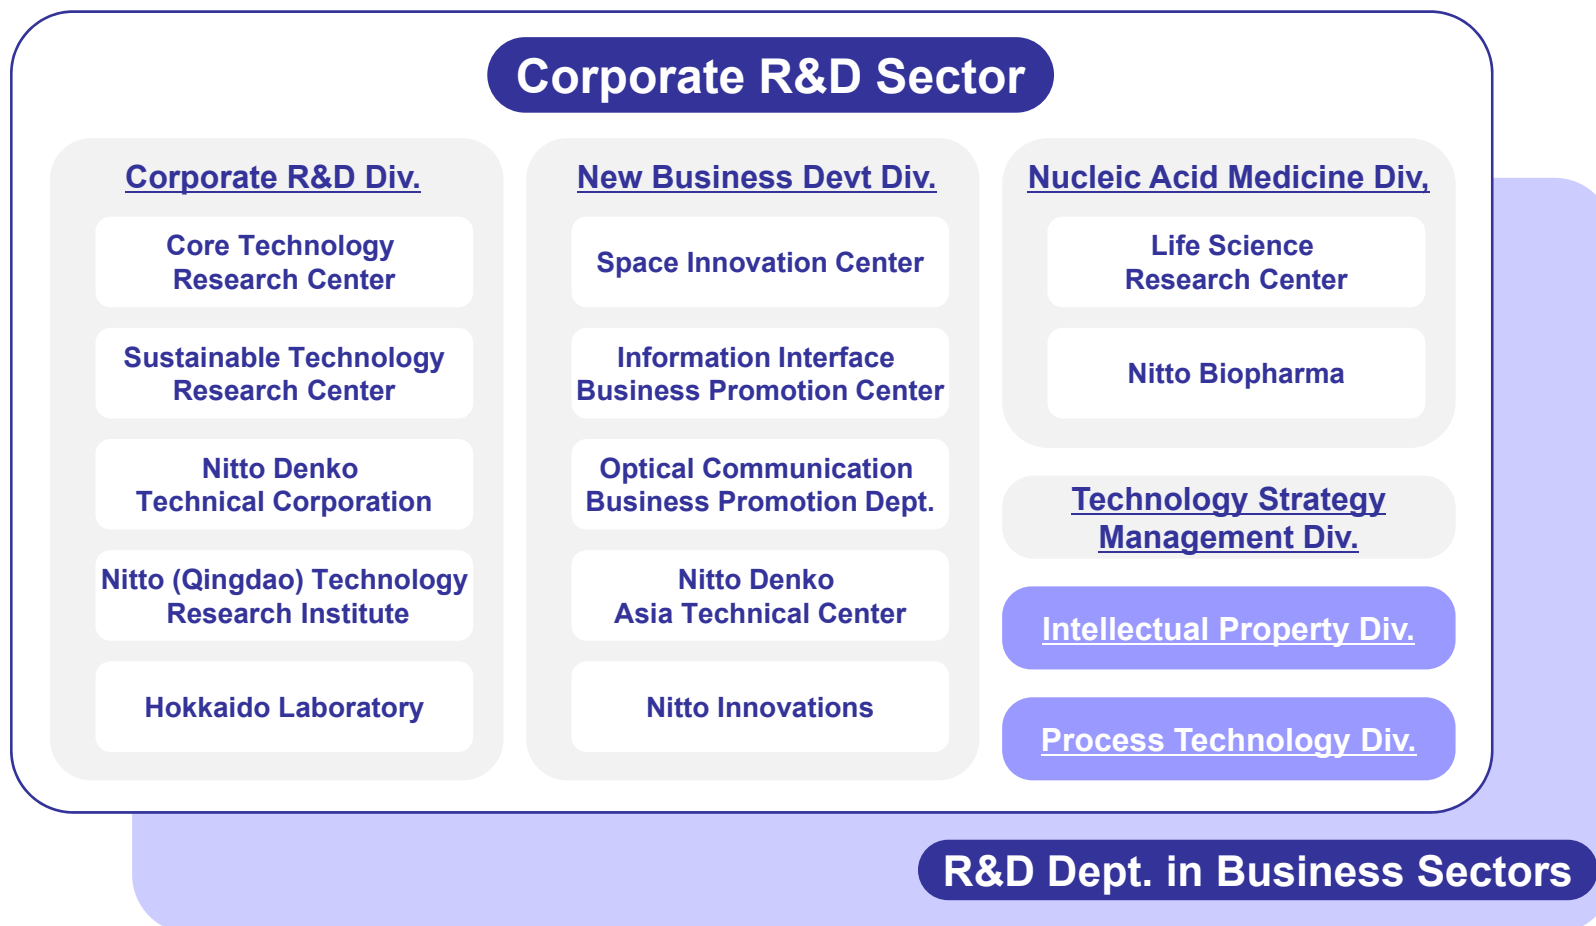 Corporate R&D Sector
Corporate R&D Div.
Core Technology
Research Center
Sustainable Technology
Research Center
Nitto Denko
Technical Corporation
Nitto (Qingdao) Technology
Research Institute
Hokkaido Laboratory
New Business Devt Div.
Space Innovation Center
Information Interface
Business Promotion Center
Optical Communication
Business Promotion Dept.
Nitto Denko
Asia Technical Center
Nitto Innovations
Nucleic Acid Medicine Div,
Life Science
Research Center
Nitto Biopharma
Technology Strategy
Management Div.
Intellectual Property Div.
Process Technology Div.
R&D Dept. in Business Sectors